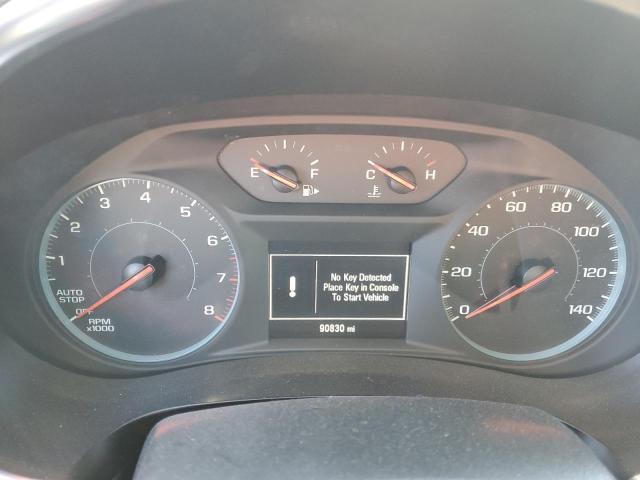 E F
C H
1 2 3 4 5 6 7 8
AUTO
STOP
OFF
RPM
x1000
No Key Detected
Place Key in Console
To Start Vehicle
90830 mi
0 20 40 60 80 100 120 140